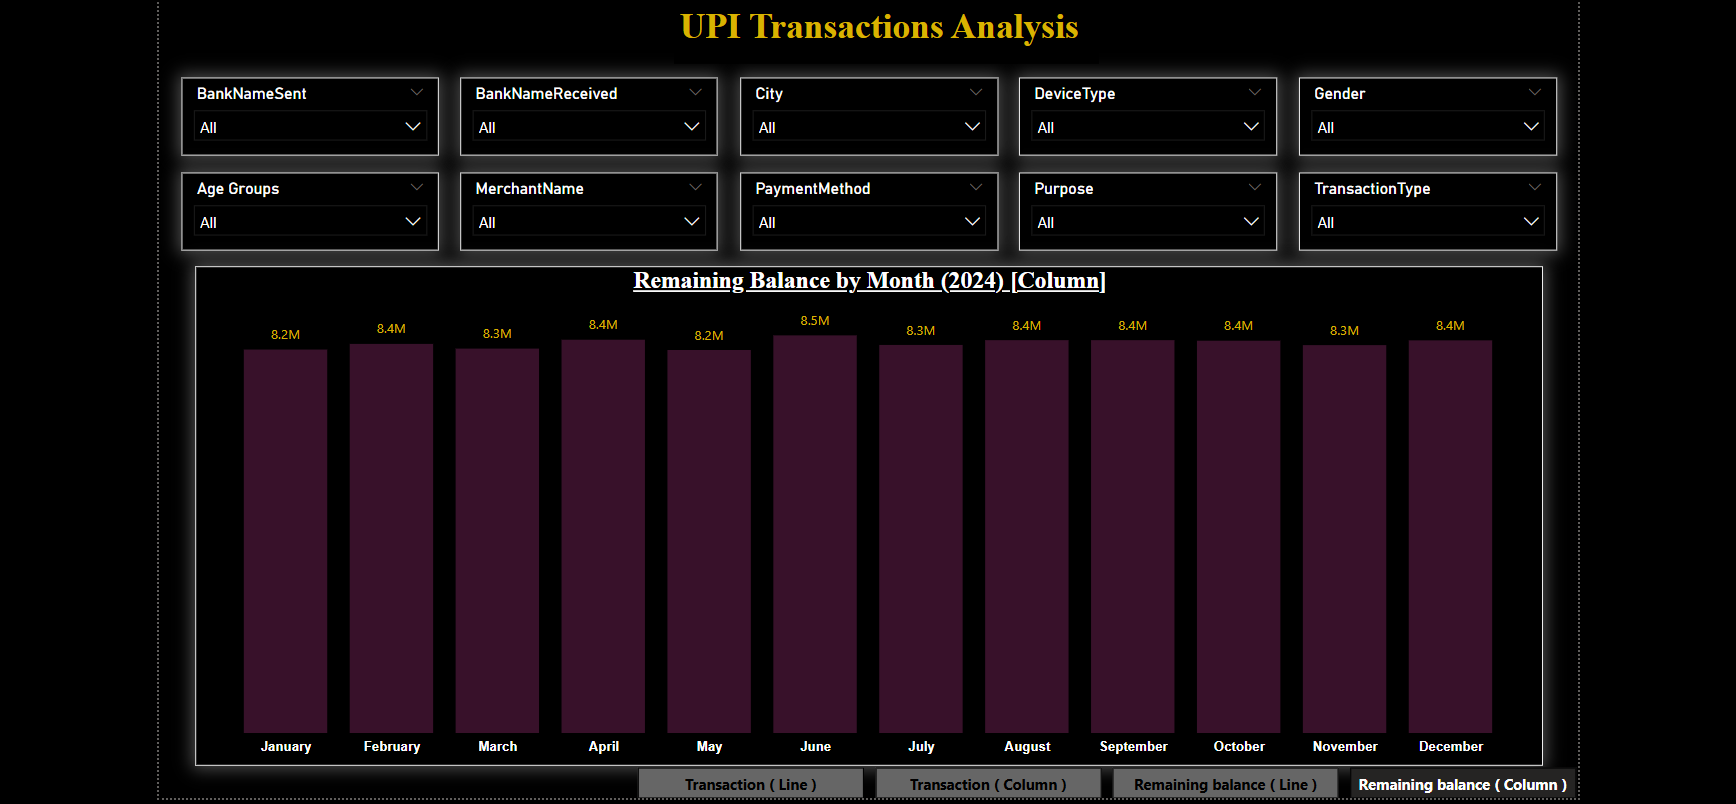 UPI Transactions Analysis
BankNameSent
All
BankNameReceived
All
City
All
DeviceType
All
Gender
All
Age Groups
All
MerchantName
All
PaymentMethod
All
Purpose
All
TransactionType
All
Remaining Balance by Month (2024) [Column]
8.2M 8.4M 8.3M 8.4M 8.2M 8.5M 8.3M 8.4M 8.4M 8.4M 8.3M 8.4M
January February March April May June July August September October November December
Transaction ( Line ) Transaction ( Column ) Remaining balance ( Line ) Remaining balance ( Column )